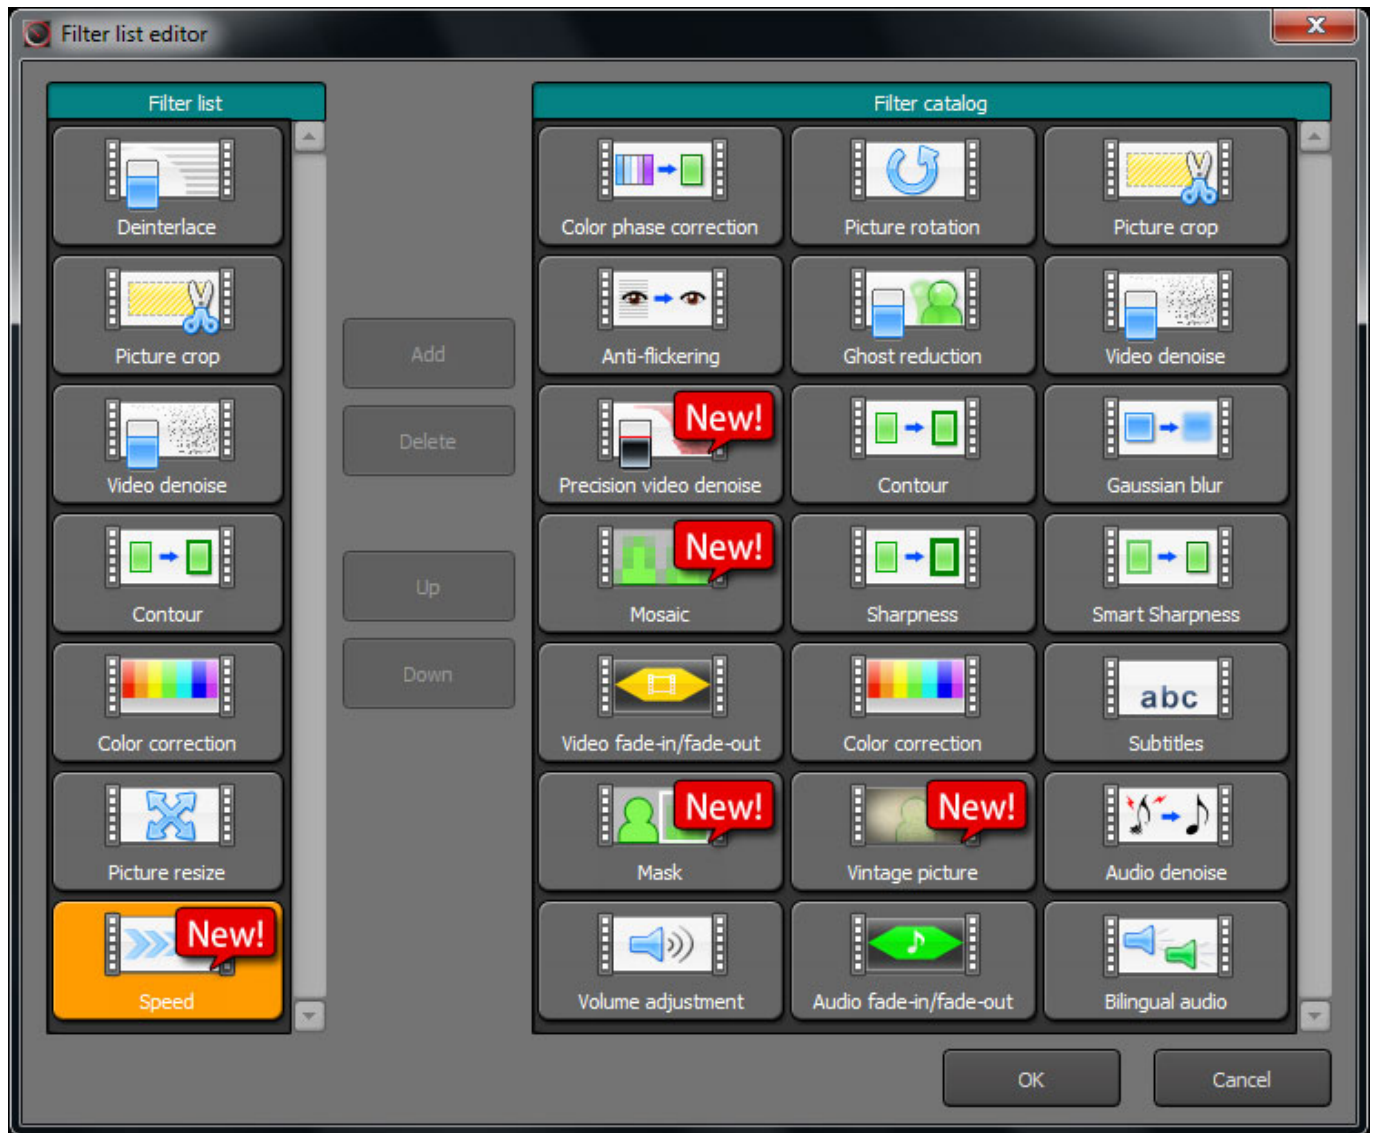 Filter list editor
X
Filter list
Filter catalog
Deinterlace
Picture crop
Video denoise
Contour
Color correction
Picture resize
New!
Speed
Add
Delete
Up
Down
Color phase correction
Picture rotation
Picture crop
Anti-flickering
Ghost reduction
Video denoise
New!
Precision video denoise
Contour
Gaussian blur
New!
Mosaic
Sharpness
Smart Sharpness
Video fade-in/fade-out
Color correction
abc
Subtitles
New!
Mask
New!
Vintage picture
Audio denoise
Volume adjustment
Audio fade-in/fade-out
Bilingual audio
OK
Cancel